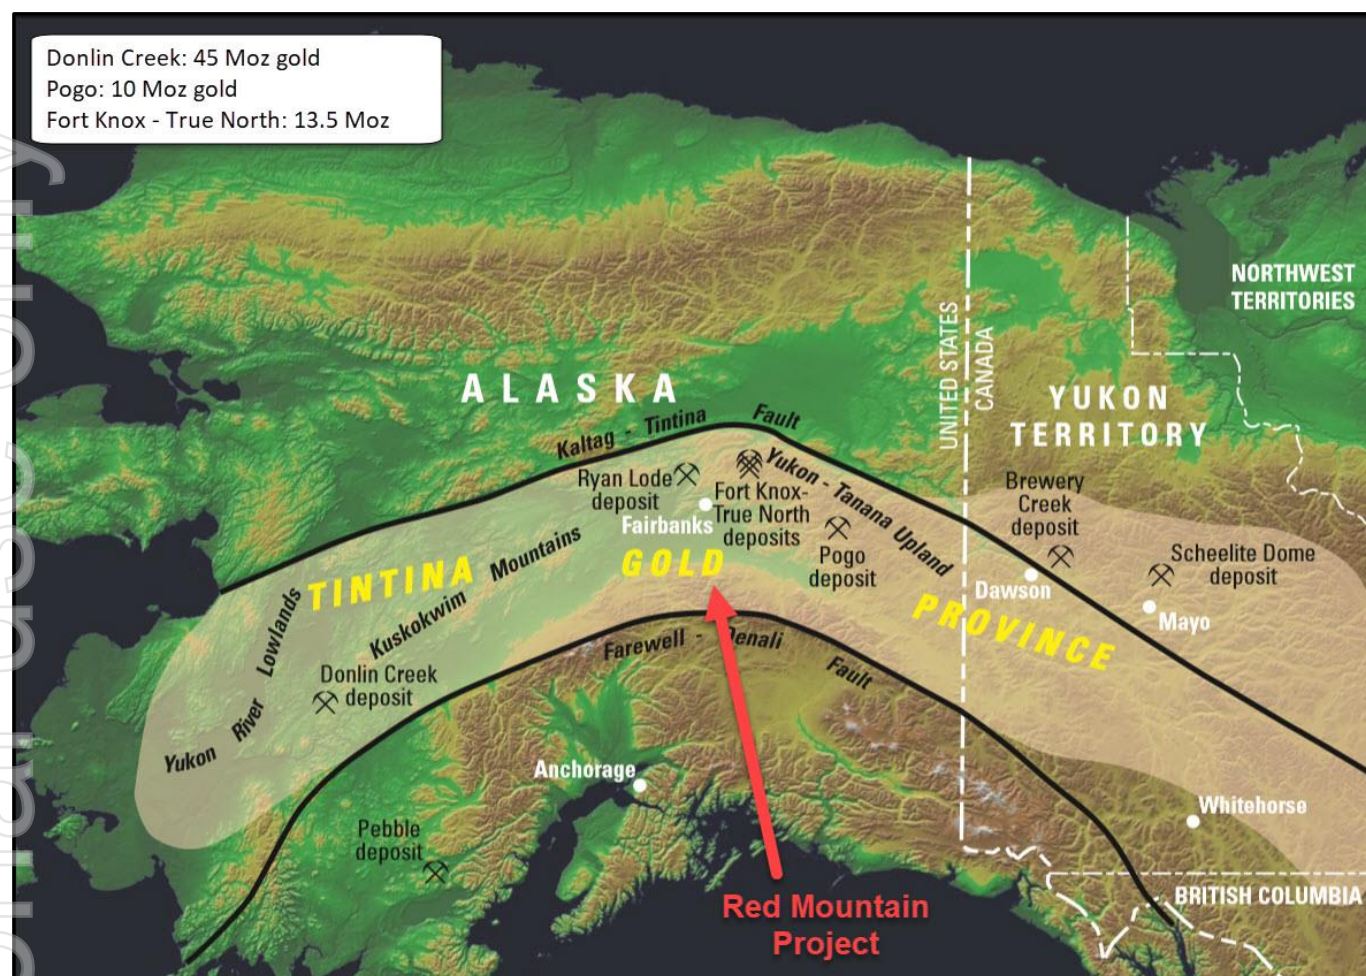 Donlin Creek: 45 Moz gold
Pogo: 10 Moz gold
Fort Knox - True North: 13.5 Moz
NORTHWEST
TERRITORIES
UNITED STATES
CANADA
ALASKA
YUKON
TERRITORY
Kaltag - Tintina Fault
Ryan Lode
deposit
Fairbanks
Fort Knox-
True North
deposits
Yukon - Tanana Upland
Pogo
deposit
Brewery
Creek
deposit
Scheelite Dome
deposit
Dawson
Mayo
TINTINA
GOLD
PROVINCE
Kuskokwim Mountains
Yukon River Lowlands
Donlin Creek
deposit
Farewell - Denali Fault
Anchorage
Pebble
deposit
Whitehorse
BRITISH COLUMBIA
Red Mountain
Project